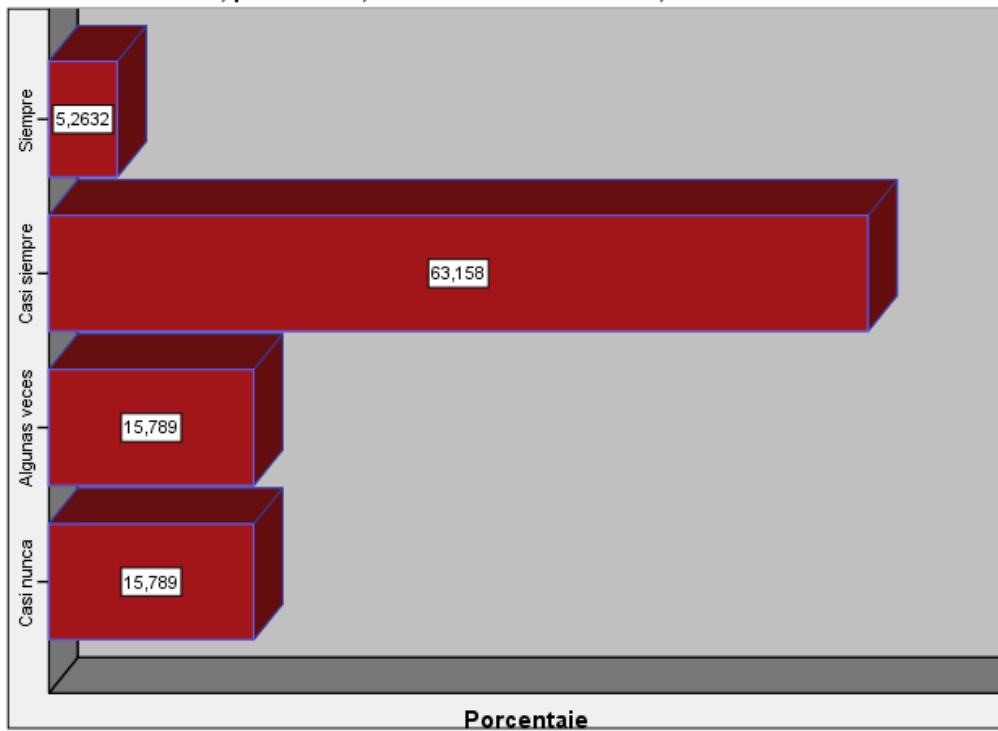 Siempre
5,2632
Casi siempre
63,158
Algunas veces
15,789
Casi nunca
15,789
Porcentaje